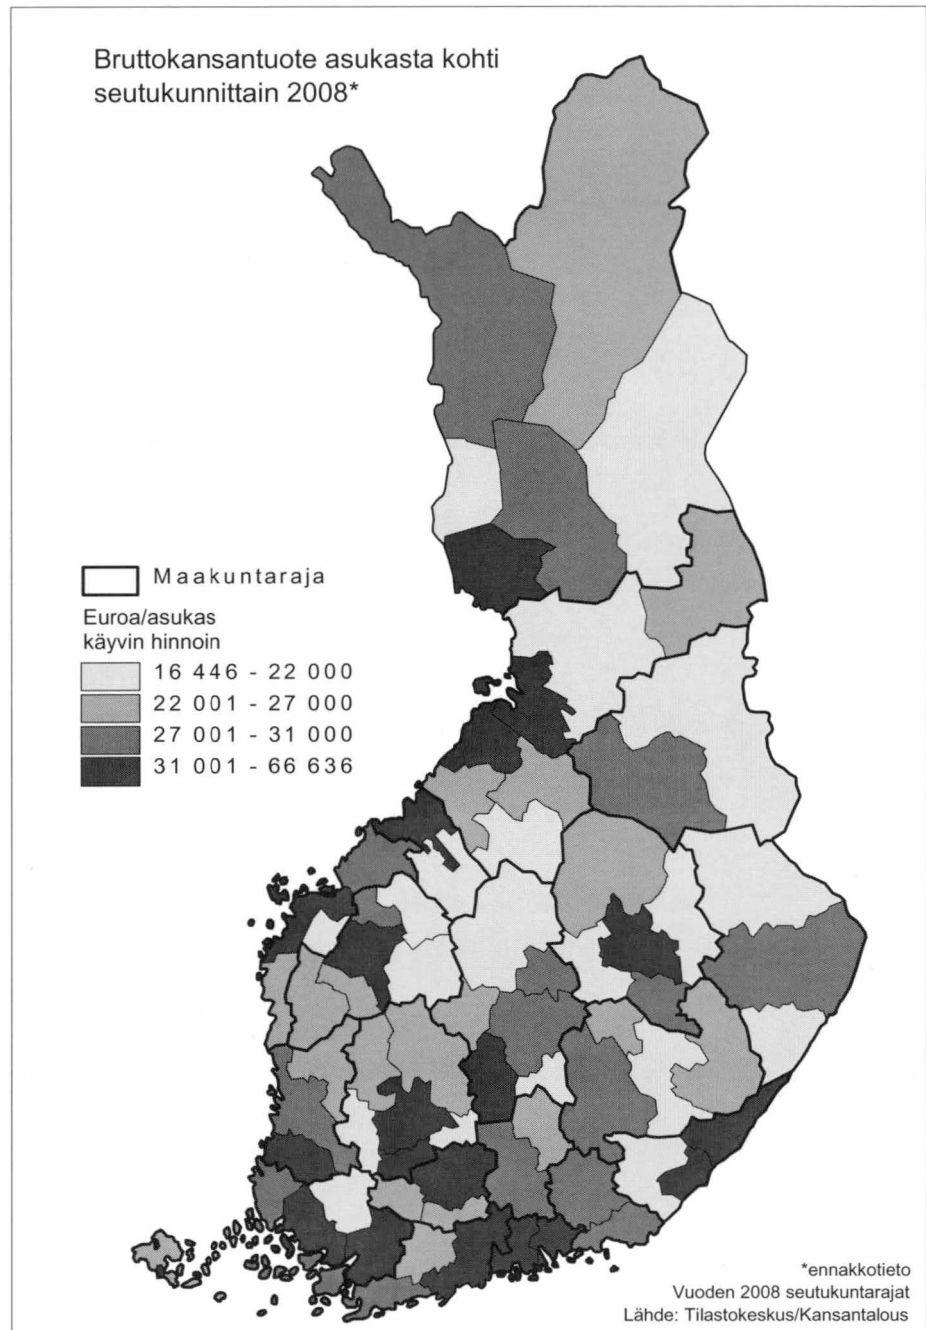 Bruttokansantuote asukasta kohti
seutukunnittain 2008*
Maakuntaraja
Euroa/asukas
käyvin hinnoin
16 446 - 22 000
22 001 - 27 000
27 001 - 31 000
31 001 - 66 636
*ennakkotieto
Vuoden 2008 seutukuntarajat
Lähde: Tilastokeskus/Kansantalous